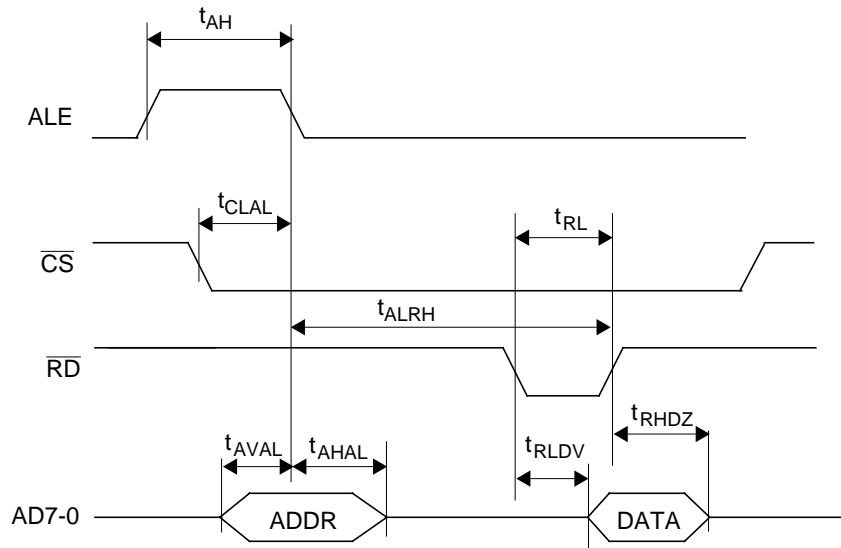 tAH
ALE
tCLAL
tRL
CS
tALRH
RD
tRHDZ
tAVAL
tAHAL
tRLDV
AD7-0
ADDR
DATA